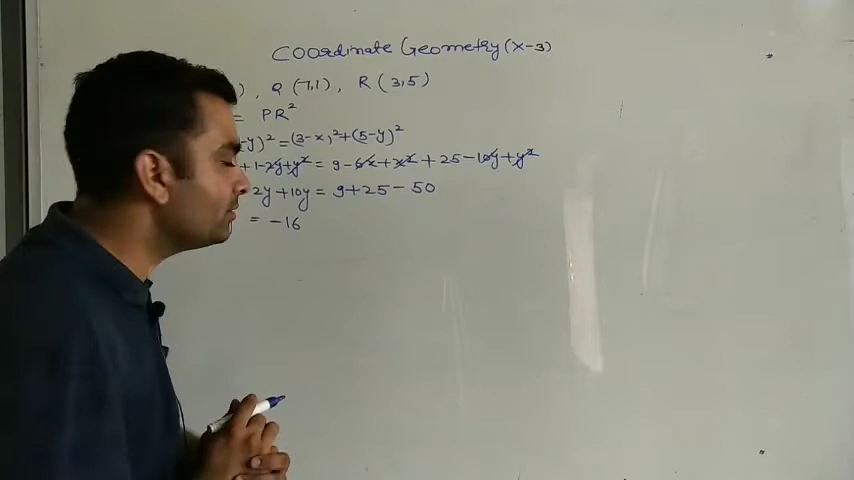 Coordinate Geometry (X-3)
), Q (7,1), R (3,5)
= PR²
-y)² = (3-x)² + (5-y)²
+1-2y+y² = 9-6x+x²+25-10y+y²
2y+10y = 9+25-50
= -16